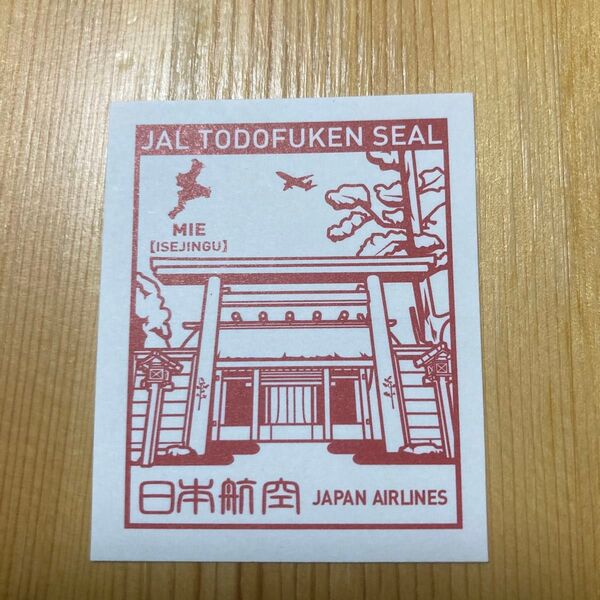 JAL TODOFUKEN SEAL
MIE
【ISEJINGU】
日本航空 JAPAN AIRLINES